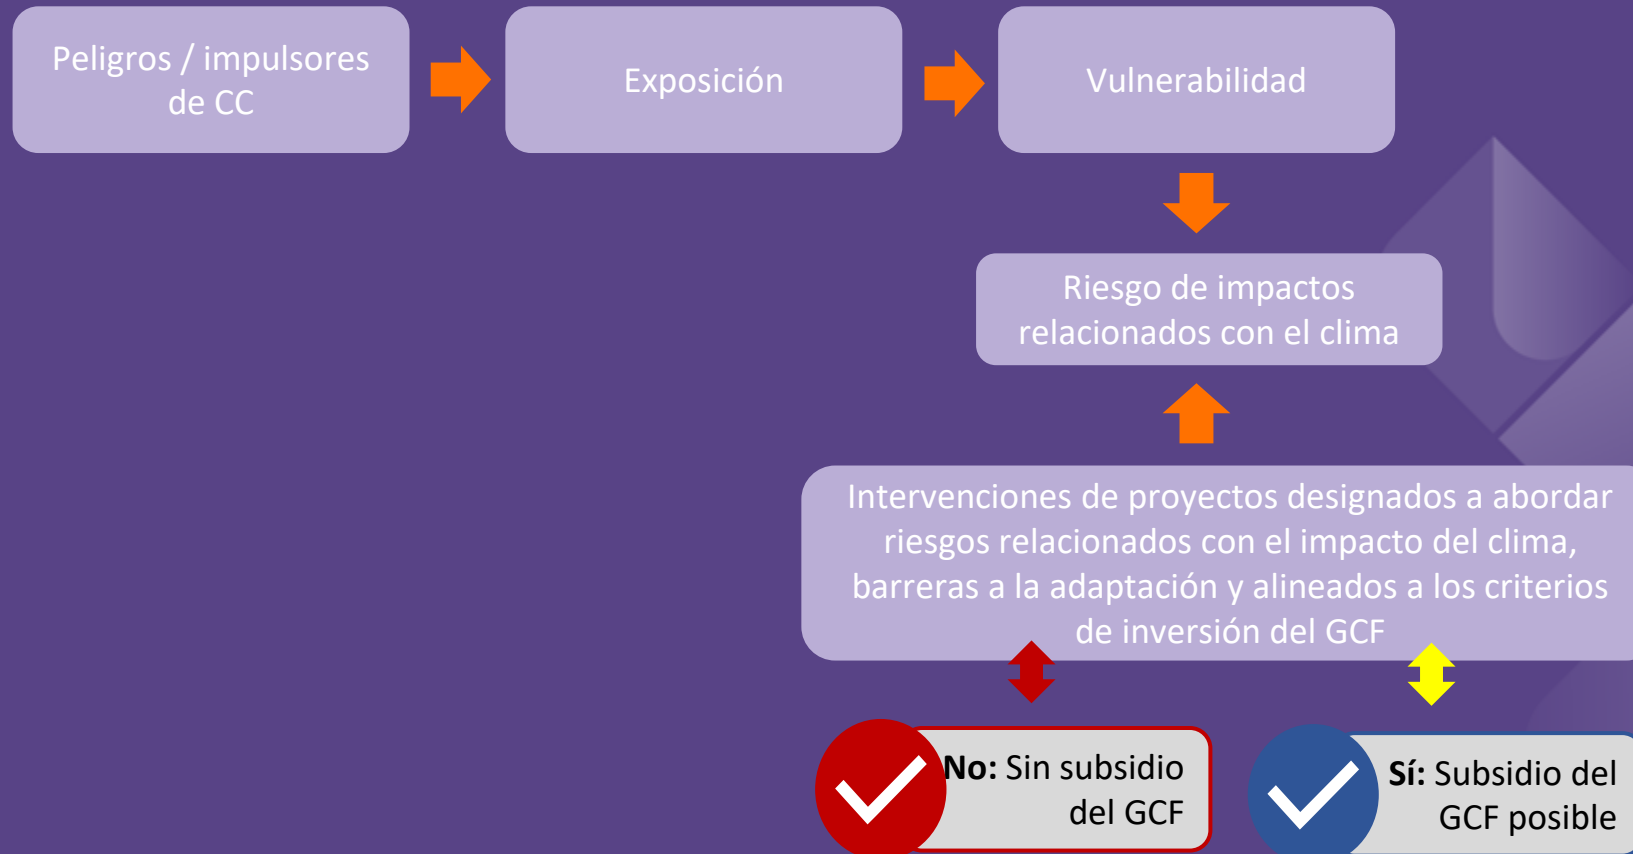 Peligros / impulsores
de CC
Exposición
Vulnerabilidad
Riesgo de impactos
relacionados con el clima
Intervenciones de proyectos designados a abordar
riesgos relacionados con el impacto del clima,
barreras a la adaptación y alineados a los criterios
de inversión del GCF
No: Sin subsidio
del GCF
Sí: Subsidio del
GCF posible